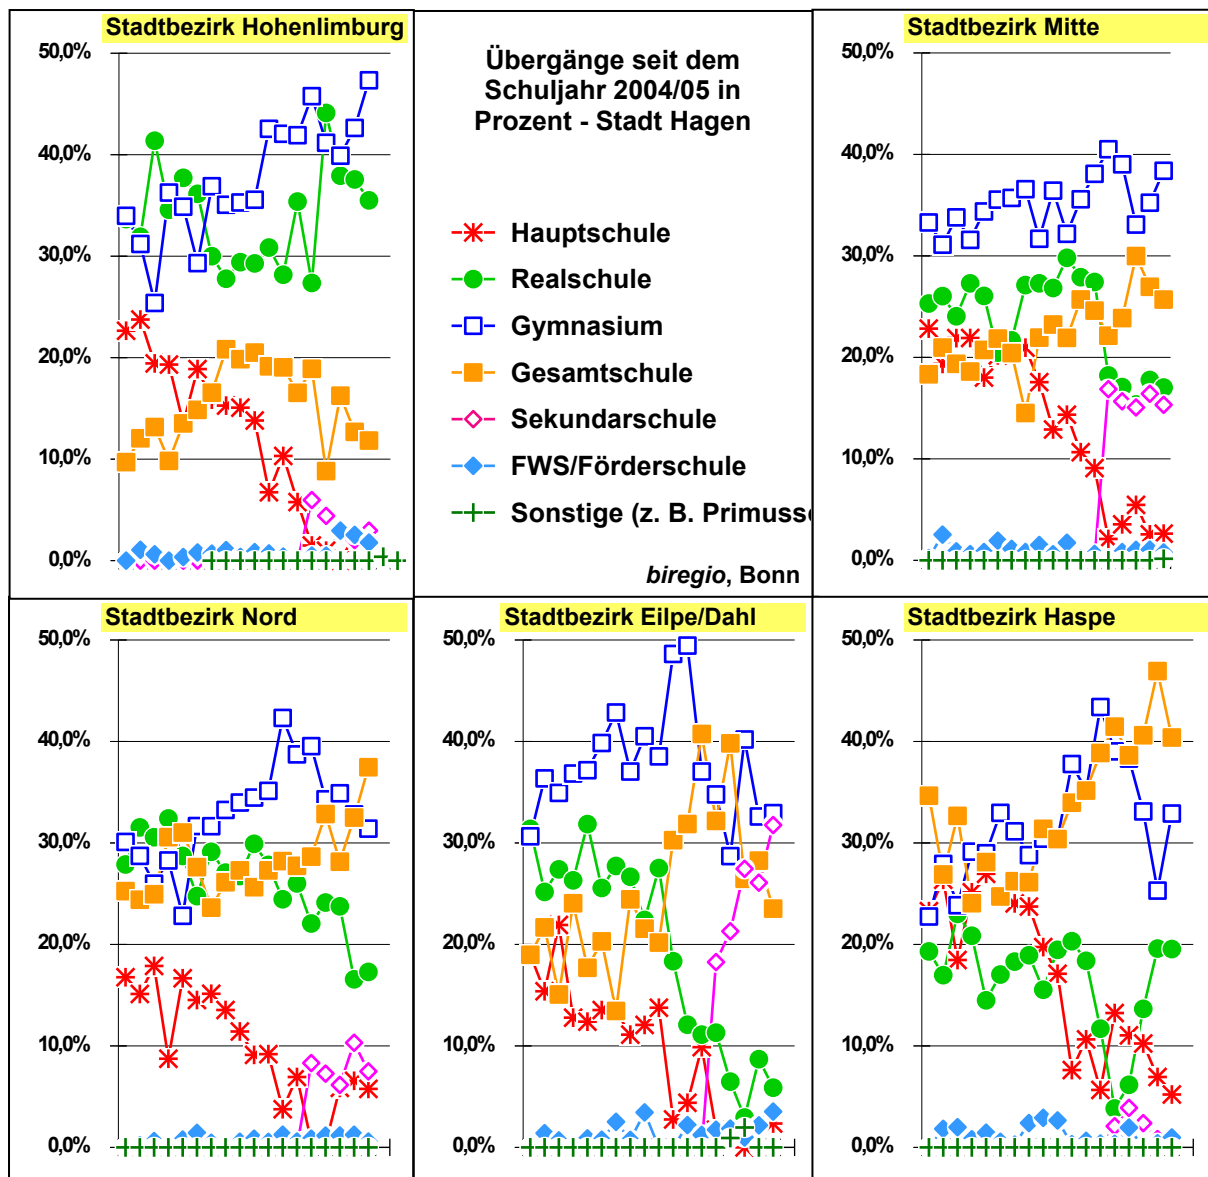 Stadtbezirk Hohenlimburg
50,0%
40,0%
30,0%
20,0%
10,0%
0,0%
Übergänge seit dem
Schuljahr 2004/05 in
Prozent - Stadt Hagen
Hauptschule
Realschule
Gymnasium
Gesamtschule
Sekundarschule
FWS/Förderschule
Sonstige (z. B. Primusse
biregio, Bonn
Stadtbezirk Mitte
50,0%
40,0%
30,0%
20,0%
10,0%
0,0%
Stadtbezirk Nord
50,0%
40,0%
30,0%
20,0%
10,0%
0,0%
Stadtbezirk Eilpe/Dahl
50,0%
40,0%
30,0%
20,0%
10,0%
0,0%
Stadtbezirk Haspe
50,0%
40,0%
30,0%
20,0%
10,0%
0,0%